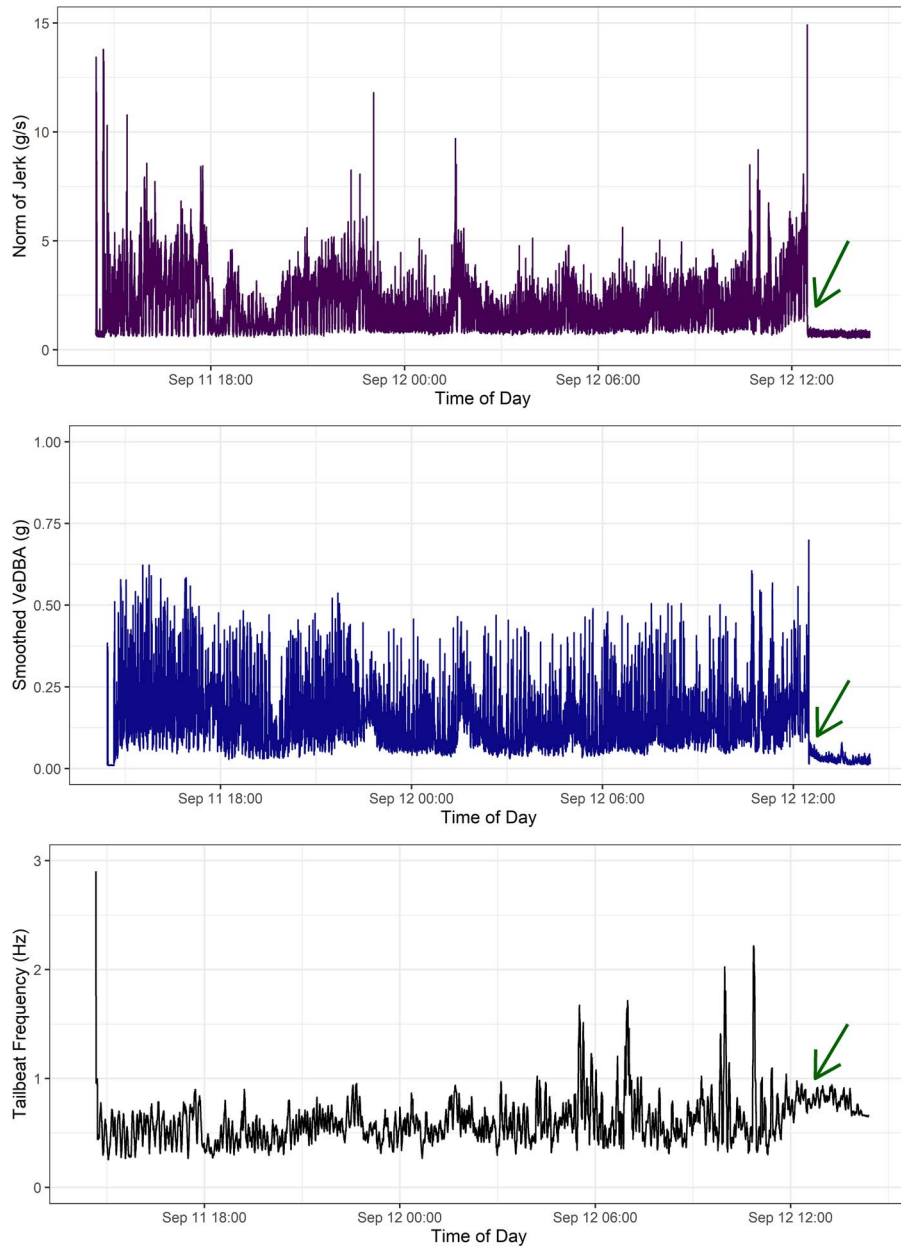 15
10
5
0
Norm of Jerk (g/s)
Sep 11 18:00
Sep 12 00:00
Sep 12 06:00
Sep 12 12:00
Time of Day
1.00
0.75
0.50
0.25
0.00
Smoothed VeDBA (g)
Sep 11 18:00
Sep 12 00:00
Sep 12 06:00
Sep 12 12:00
Time of Day
3
2
1
0
Tailbeat Frequency (Hz)
Sep 11 18:00
Sep 12 00:00
Sep 12 06:00
Sep 12 12:00
Time of Day